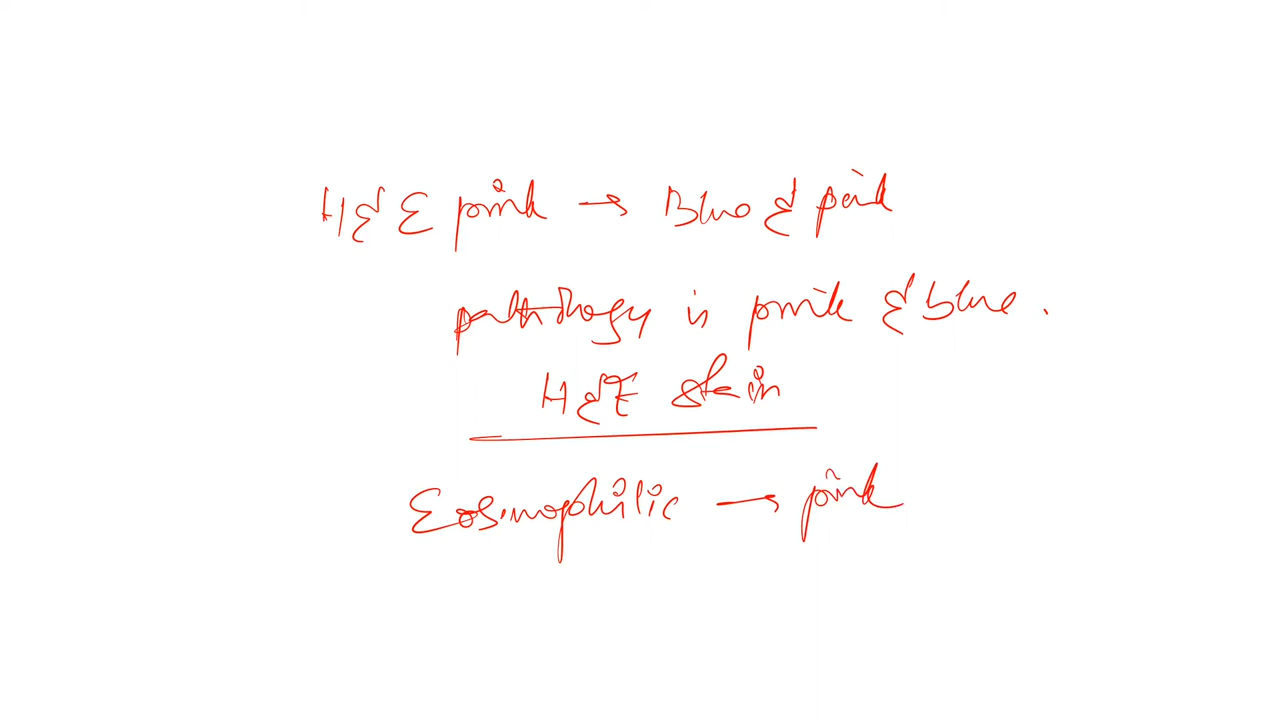 H & E pink → Blue & pink
pathology is pink & blue.
H & E stain
Eosinophilic → pink